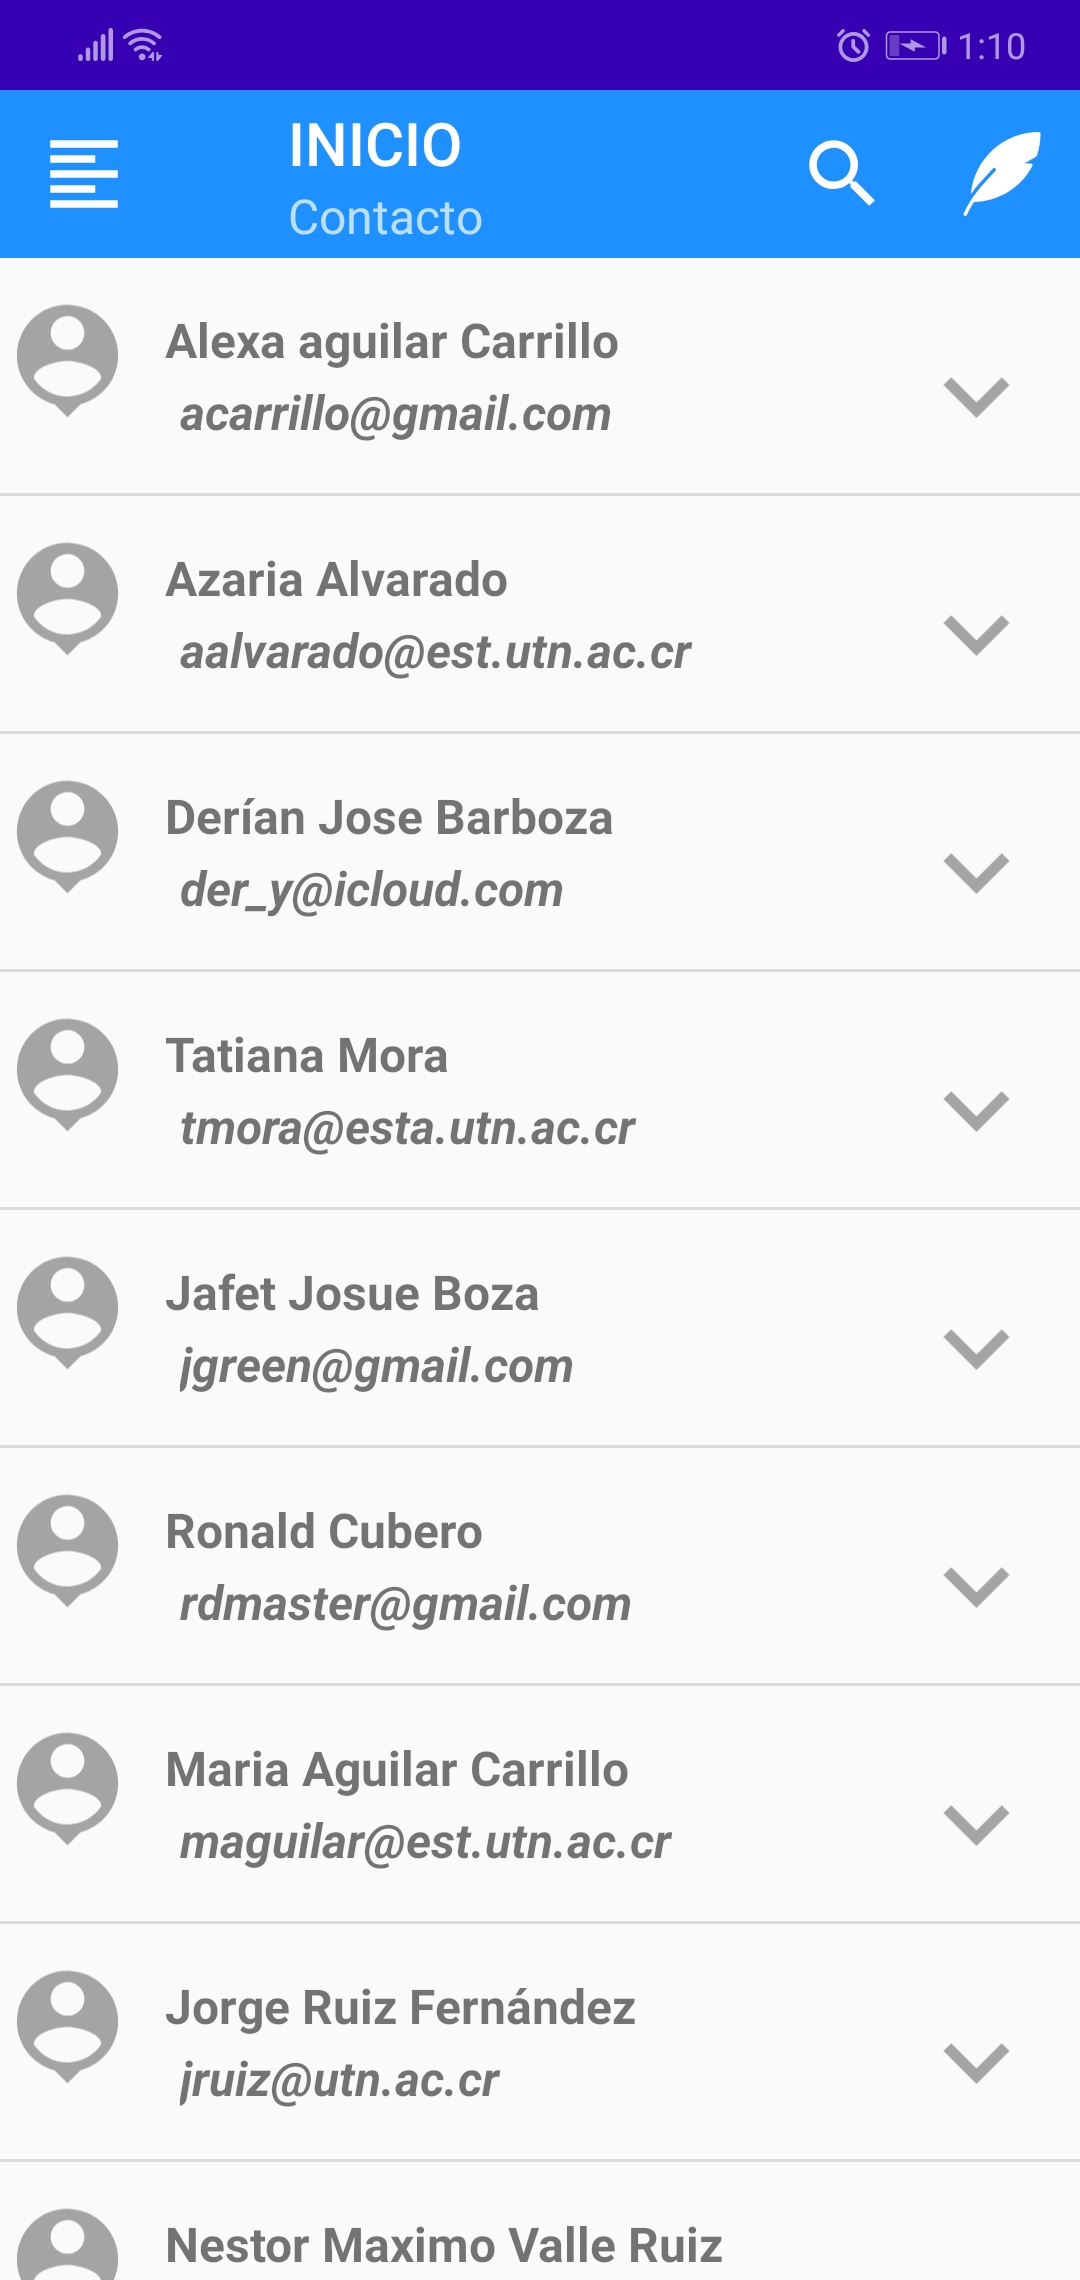 1:10
INICIO
Contacto
Alexa aguilar Carrillo
acarrillo@gmail.com
Azaria Alvarado
aalvarado@est.utn.ac.cr
Derían Jose Barboza
der_y@icloud.com
Tatiana Mora
tmora@esta.utn.ac.cr
Jafet Josue Boza
jgreen@gmail.com
Ronald Cubero
rdmaster@gmail.com
Maria Aguilar Carrillo
maguilar@est.utn.ac.cr
Jorge Ruiz Fernández
jruiz@utn.ac.cr
Nestor Maximo Valle Ruiz